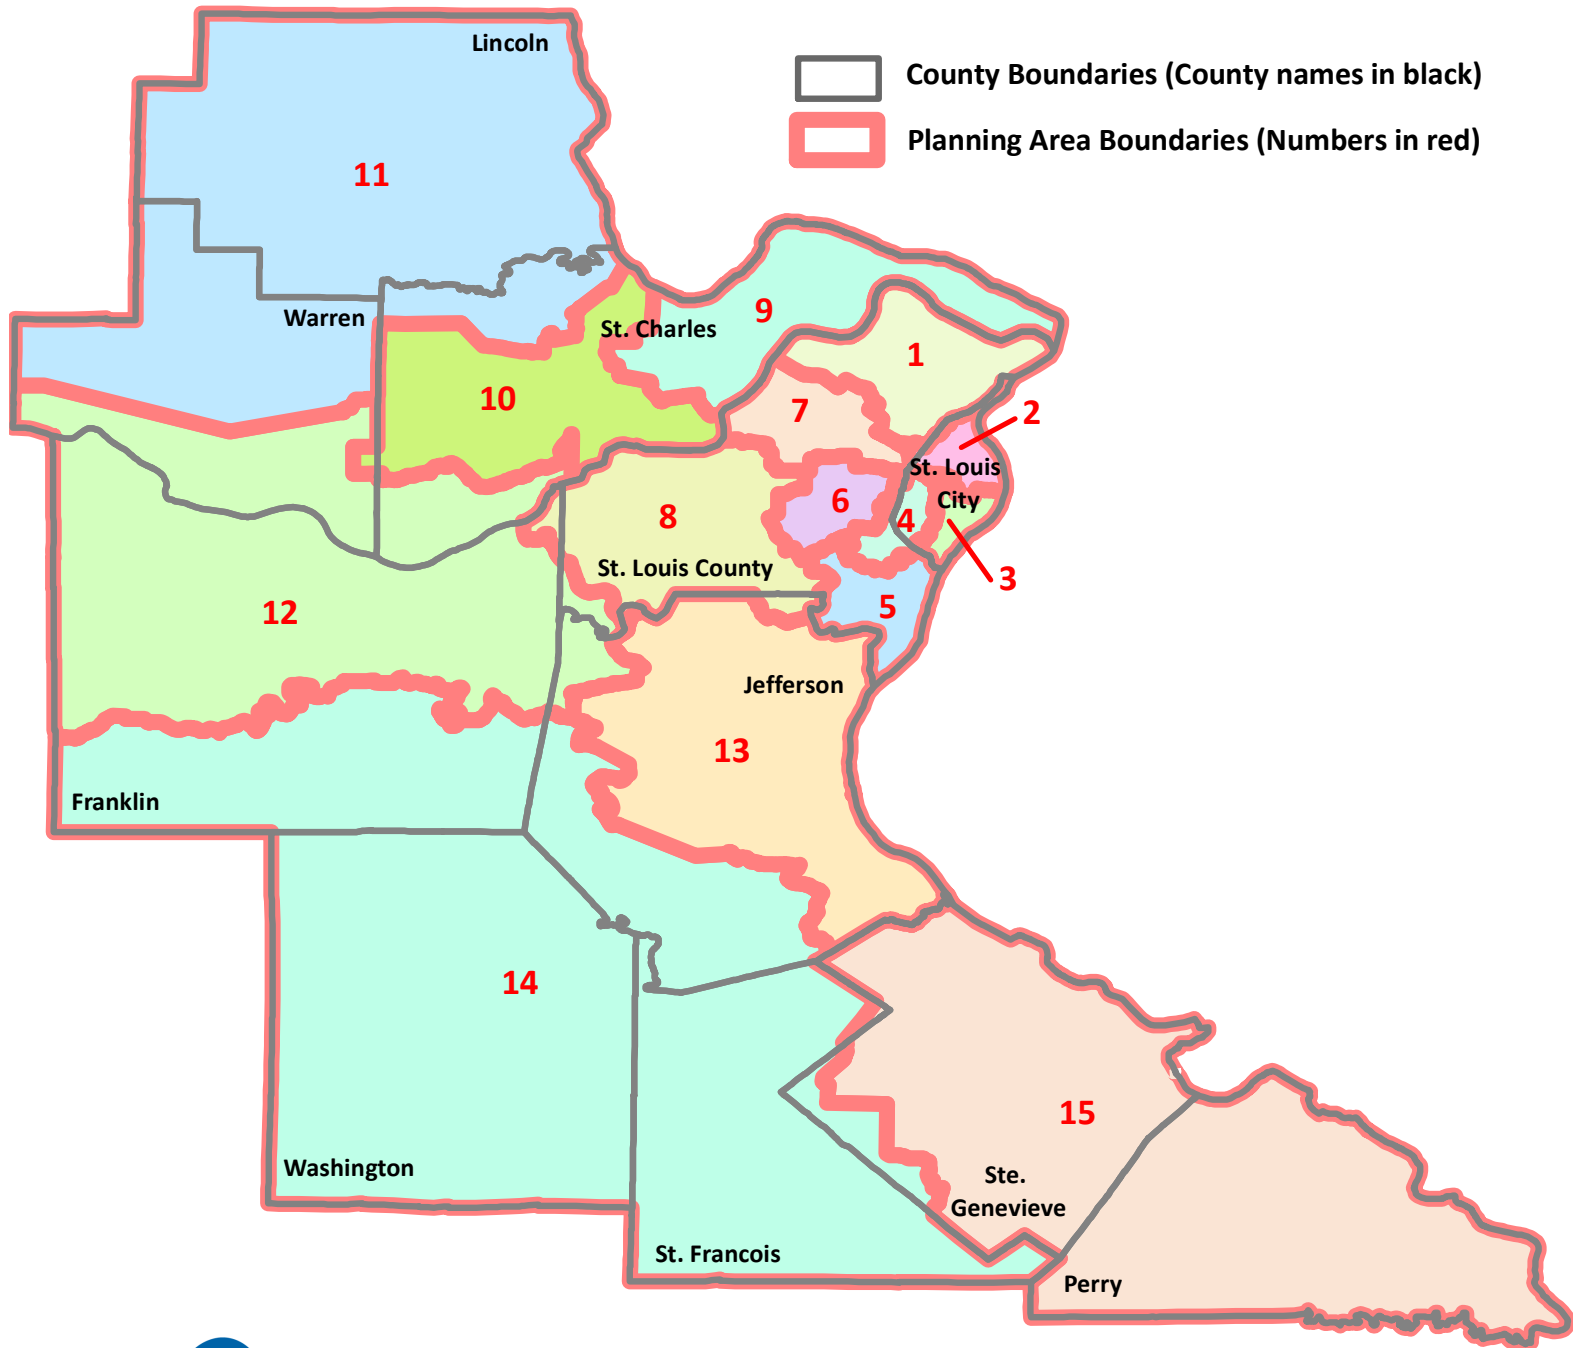 Lincoln
County Boundaries (County names in black)
Planning Area Boundaries (Numbers in red)
11
9
Warren
St. Charles
1
10
7
2
St. Louis
City
6
8
4
St. Louis County
3
12
5
Jefferson
13
Franklin
14
15
Washington
Ste.
Genevieve
St. Francois
Perry